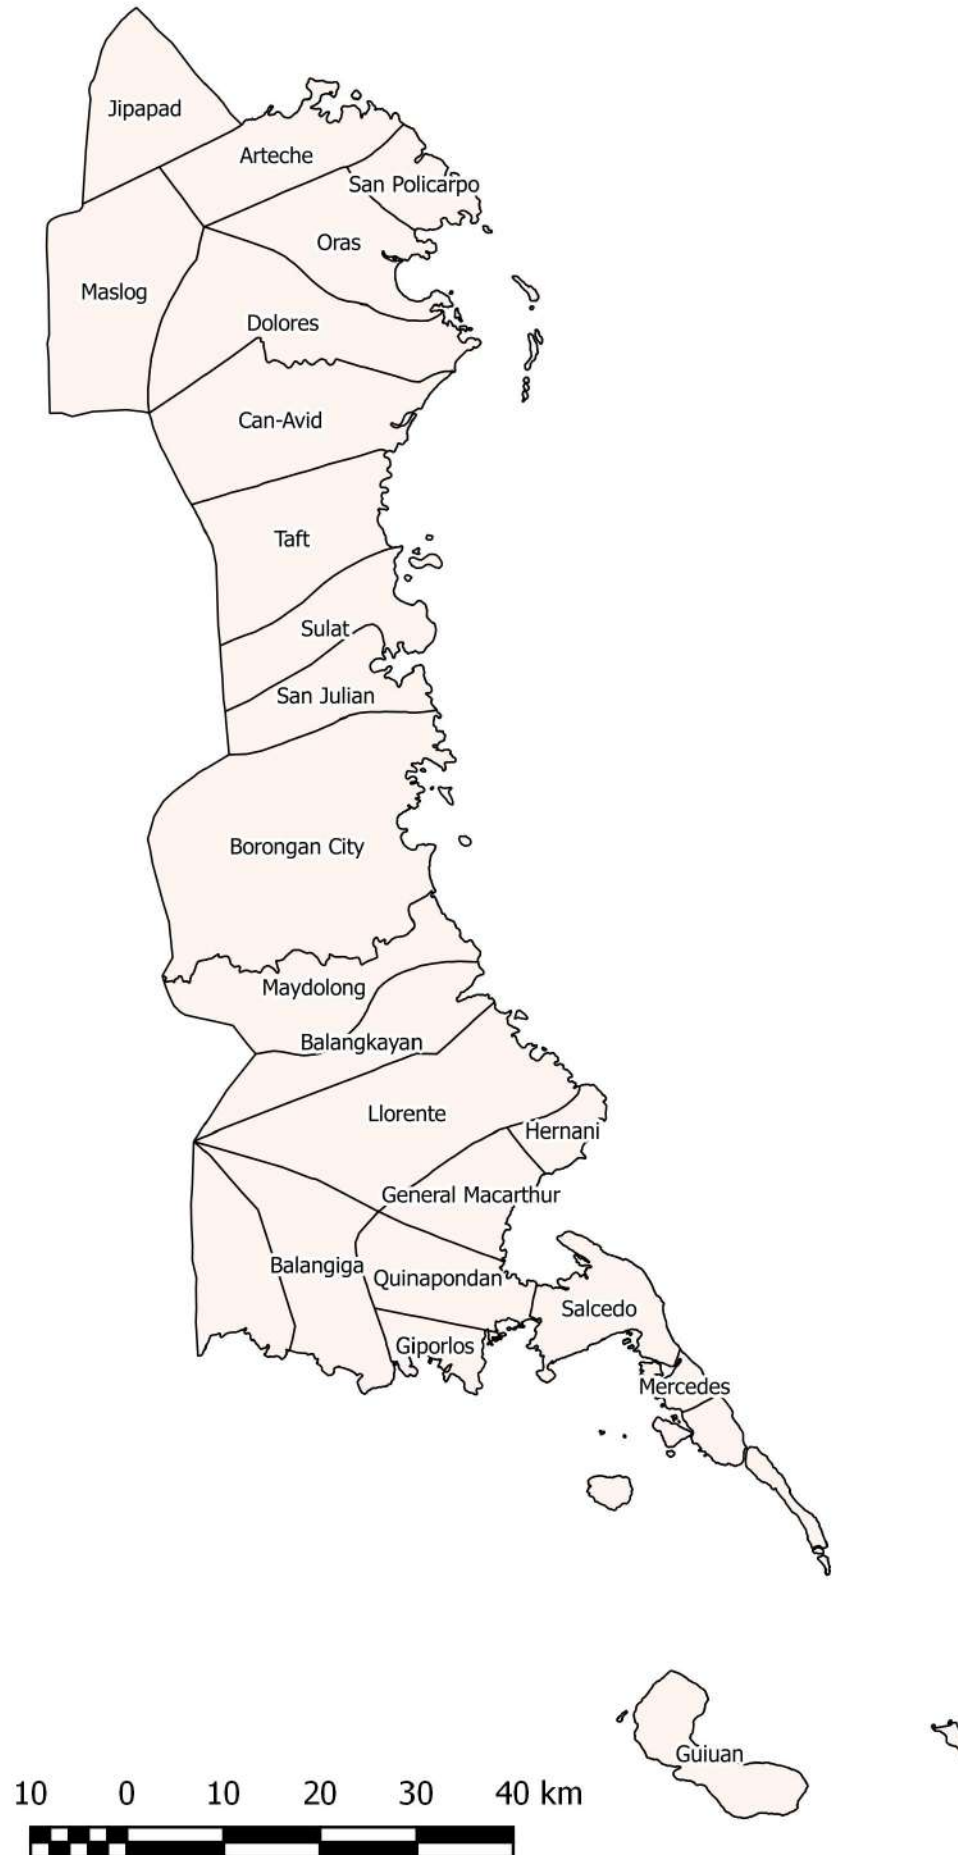 Jipapad
Arteche
San Policarpo
Oras
Maslog
Dolores
Can-Avid
Taft
Sulat
San Julian
Borongan City
Maydolong
Balangkayan
Llorente
Hernani
General Macarthur
Balangiga
Quinapondan
Salcedo
Giporlos
Mercedes
Guiuan
10 0 10 20 30 40 km